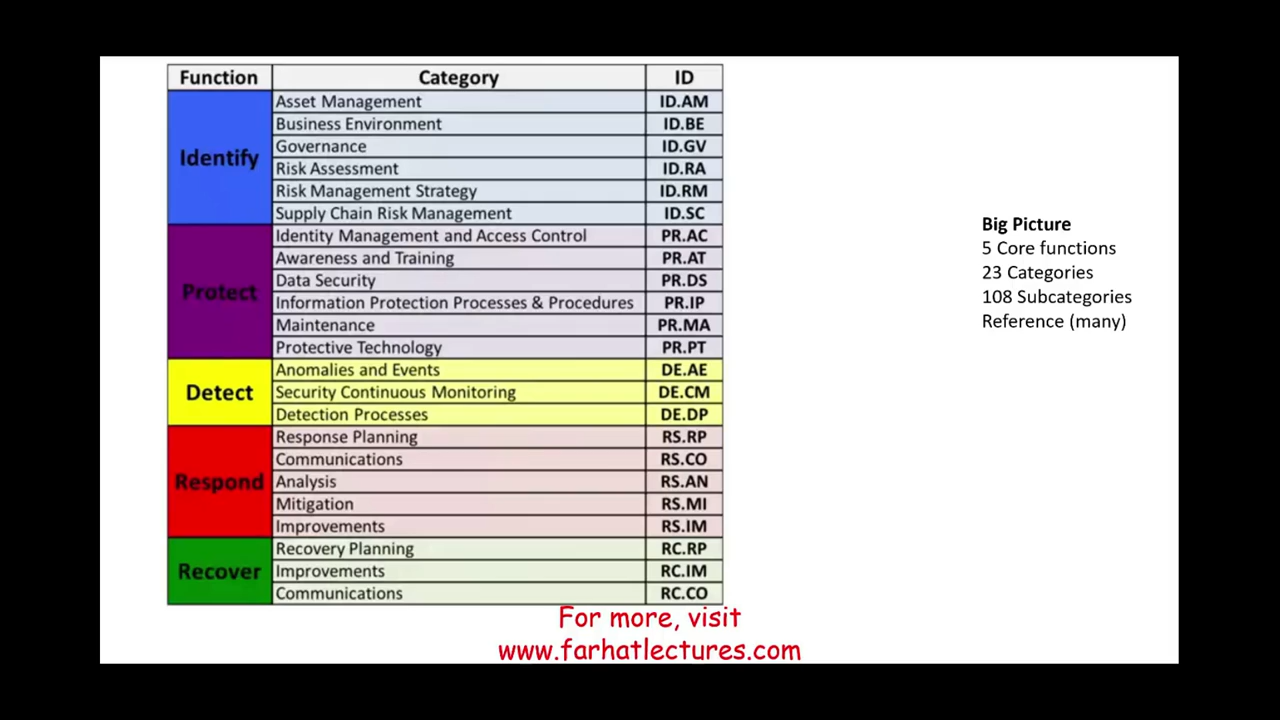 Function Category ID
Identify
Asset Management ID.AM
Business Environment ID.BE
Governance ID.GV
Risk Assessment ID.RA
Risk Management Strategy ID.RM
Supply Chain Risk Management ID.SC
Protect
Identity Management and Access Control PR.AC
Awareness and Training PR.AT
Data Security PR.DS
Information Protection Processes & Procedures PR.IP
Maintenance PR.MA
Protective Technology PR.PT
Detect
Anomalies and Events DE.AE
Security Continuous Monitoring DE.CM
Detection Processes DE.DP
Respond
Response Planning RS.RP
Communications RS.CO
Analysis RS.AN
Mitigation RS.MI
Improvements RS.IM
Recover
Recovery Planning RC.RP
Improvements RC.IM
Communications RC.CO
Big Picture
5 Core functions
23 Categories
108 Subcategories
Reference (many)
For more, visit
www.farhatlectures.com